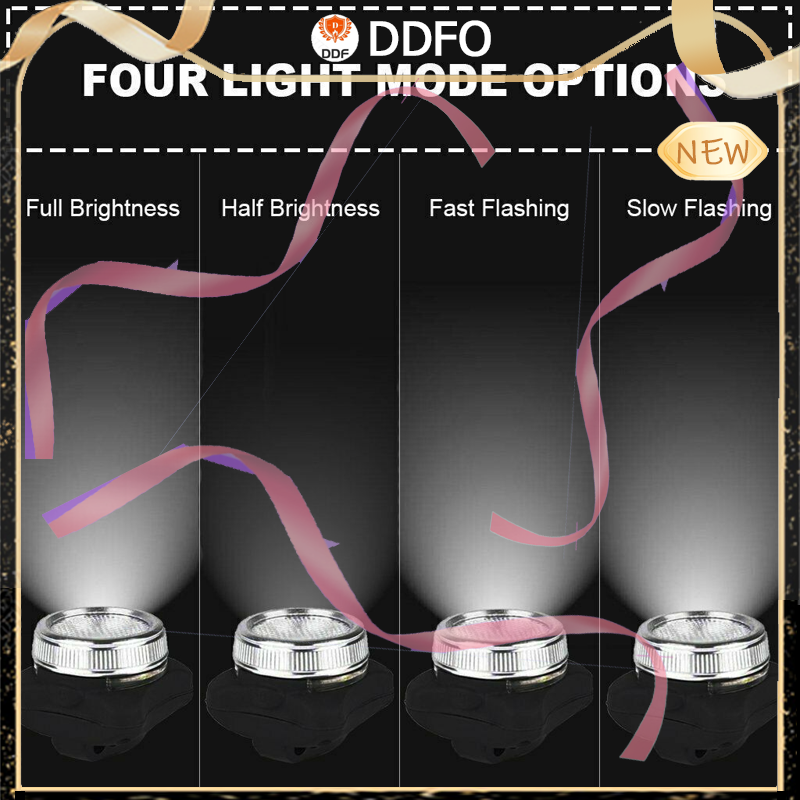 D
DDF
DDFO
FOUR LIGHT MODE OPTIONS
NEW
Full Brightness
Half Brightness
Fast Flashing
Slow Flashing